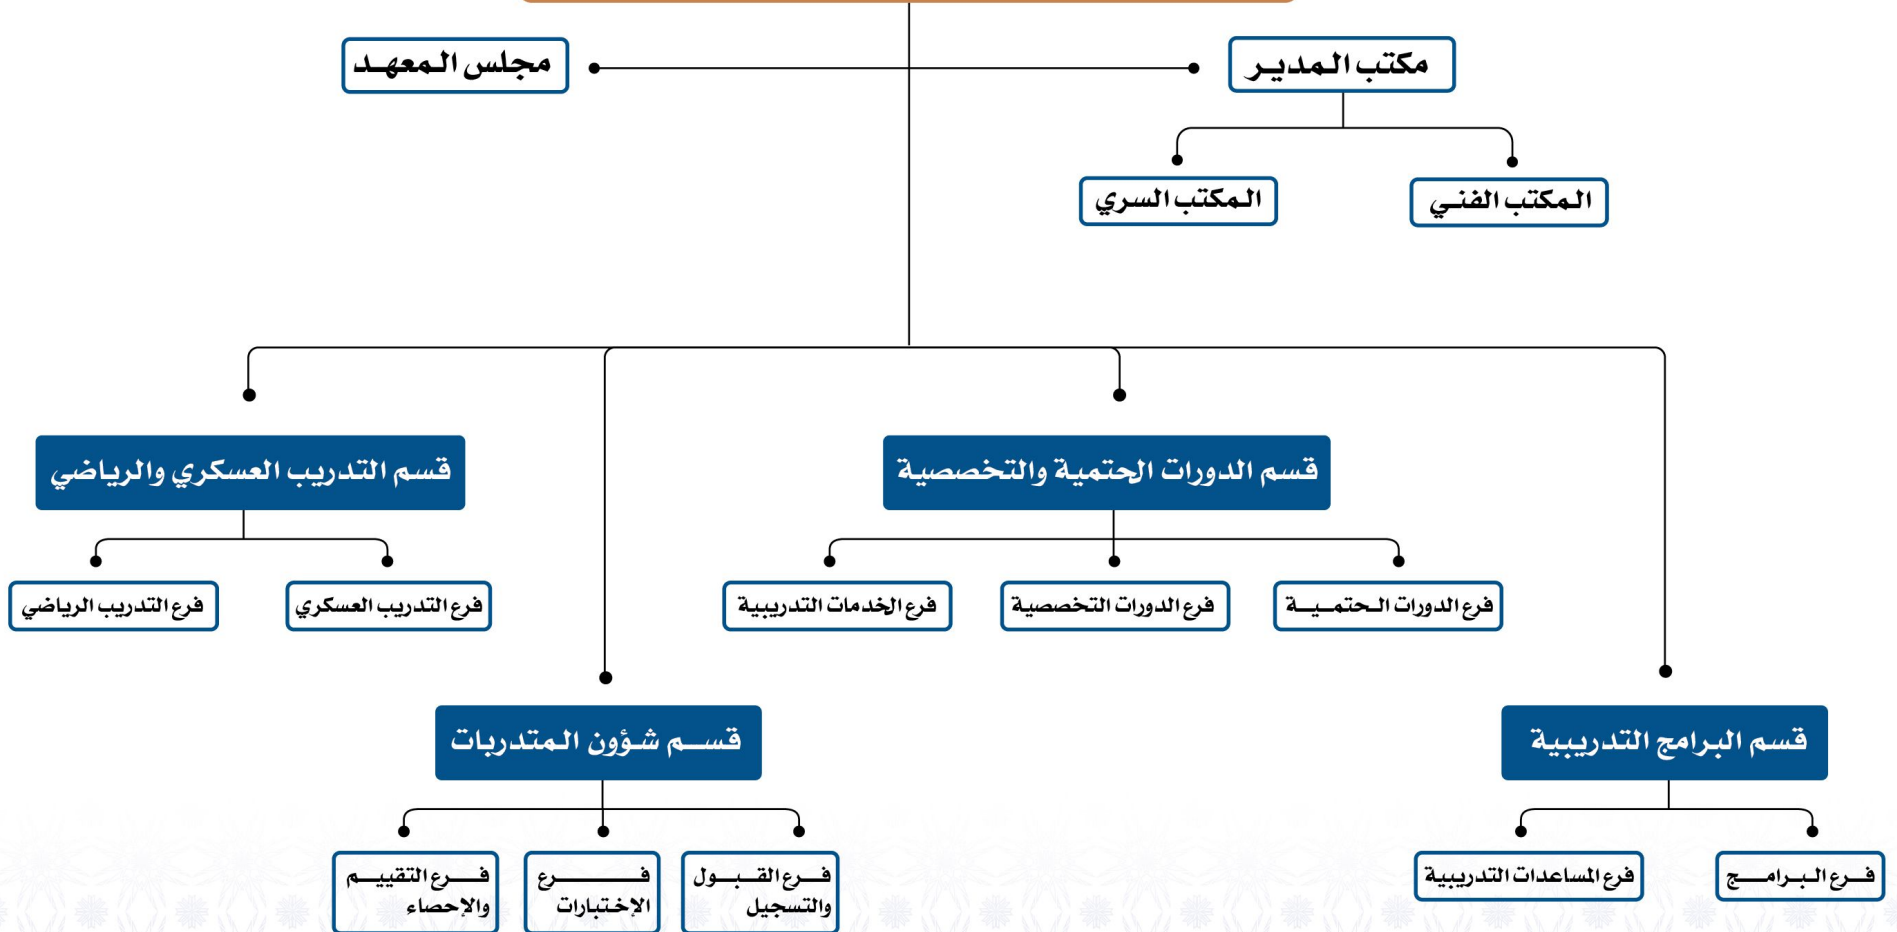 مكتب المدير
مجلس المعهد
المكتب الفني
المكتب السري
قسم الدورات الحتمية والتخصصية
قسم التدريب العسكري والرياضي
فرع الدورات الحتمية
فرع الدورات التخصصية
فرع الخدمات التدريبية
فرع التدريب العسكري
فرع التدريب الرياضي
قسم البرامج التدريبية
قسم شؤون المتدربات
فرع البرامج
فرع المساعدات التدريبية
فرع القبول
والتسجيل
فرع
الإختبارات
فرع التقييم
والإحصاء